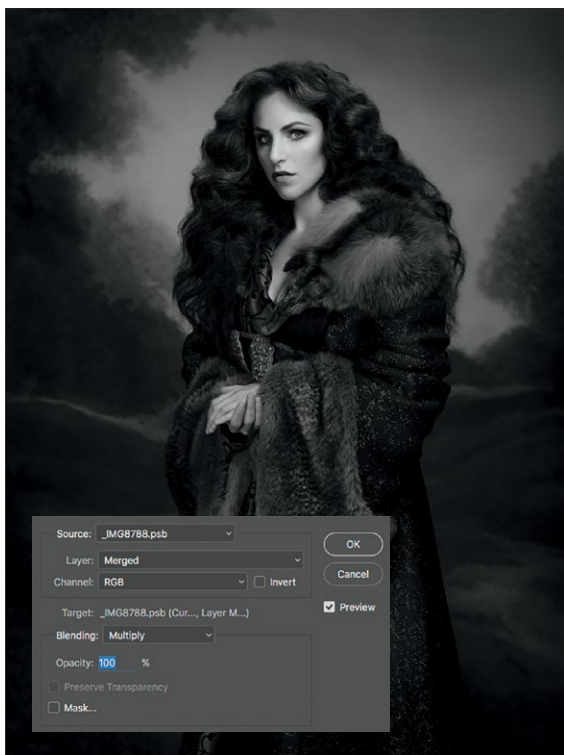 Source: _IMG8788.psb
OK
Layer: Merged
Cancel
Channel: RGB Invert
Target: _IMG8788.psb (Cur..., Layer M...) Preview
Blending: Multiply
Opacity: 100 %
Preserve Transparency
Mask...